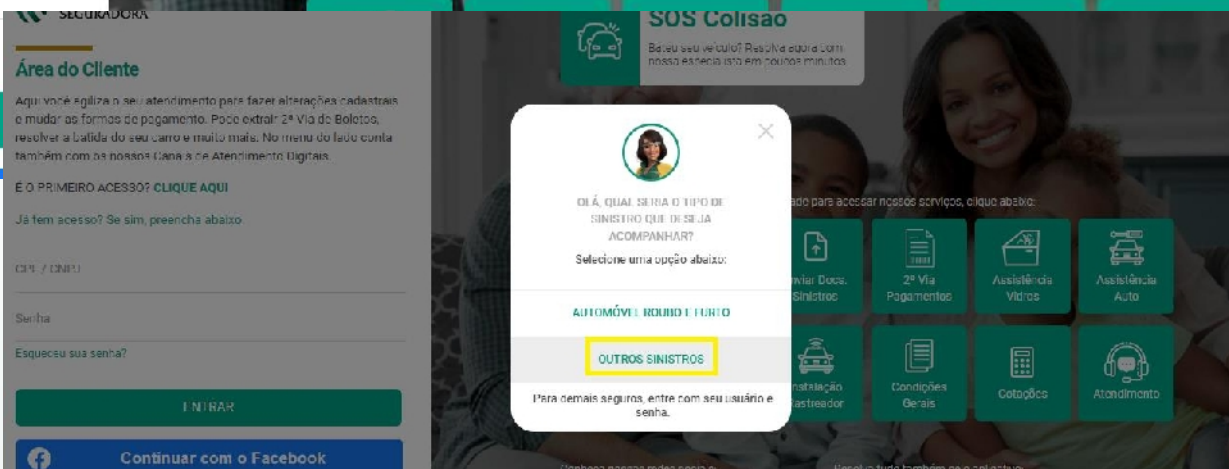 SEGURADORA
Área do Cliente
Aqui você agiliza o seu atendimento para fazer alterações cadastrais
e mudar as formas de pagamento. Pode extrair 2ª Via de Boletos,
resolver a batida do seu carro e muito mais. No menu do lado conta
também com os nossos Canais de Atendimento Digitais.
É O PRIMEIRO ACESSO? CLIQUE AQUI
Já tem acesso? Se sim, preencha abaixo.
CPF / CNPJ
Senha
Esqueceu sua senha?
ENTRAR
Continuar com o Facebook
SOS Colisão
Bateu seu veículo? Resolva agora com
nossa especialista em poucos minutos.
OLÁ, QUAL SERIA O TIPO DE
SINISTRO QUE DESEJA
ACOMPANHAR?
Selecione uma opção abaixo:
AUTOMÓVEL ROUBO E FURTO
OUTROS SINISTROS
Para demais seguros, entre com seu usuário e
senha.
para acessar nossos serviços, clique abaixo:
Docs.
Sinistros
2ª Via
Pagamentos
Assistência
Vidros
Assistência
Auto
Condições
Gerais
Cotações
Atendimento